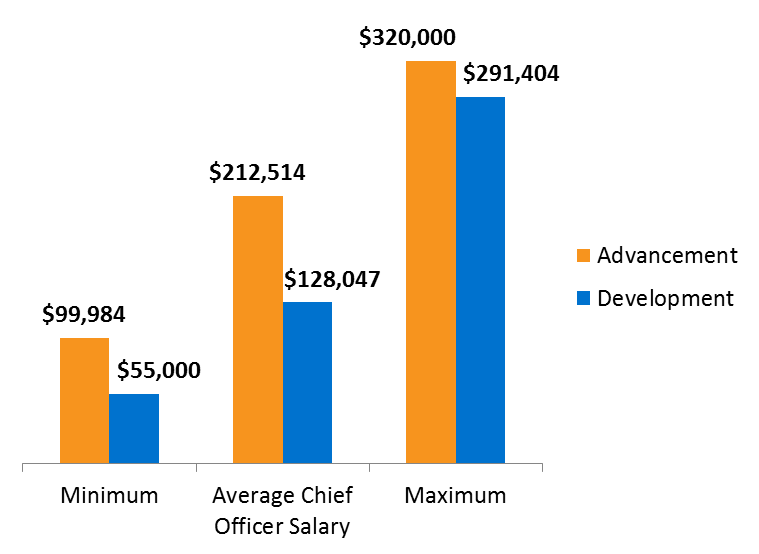 $320,000
$291,404
$212,514
$128,047
$99,984
$55,000
Advancement
Development
Minimum
Average Chief
Officer Salary
Maximum